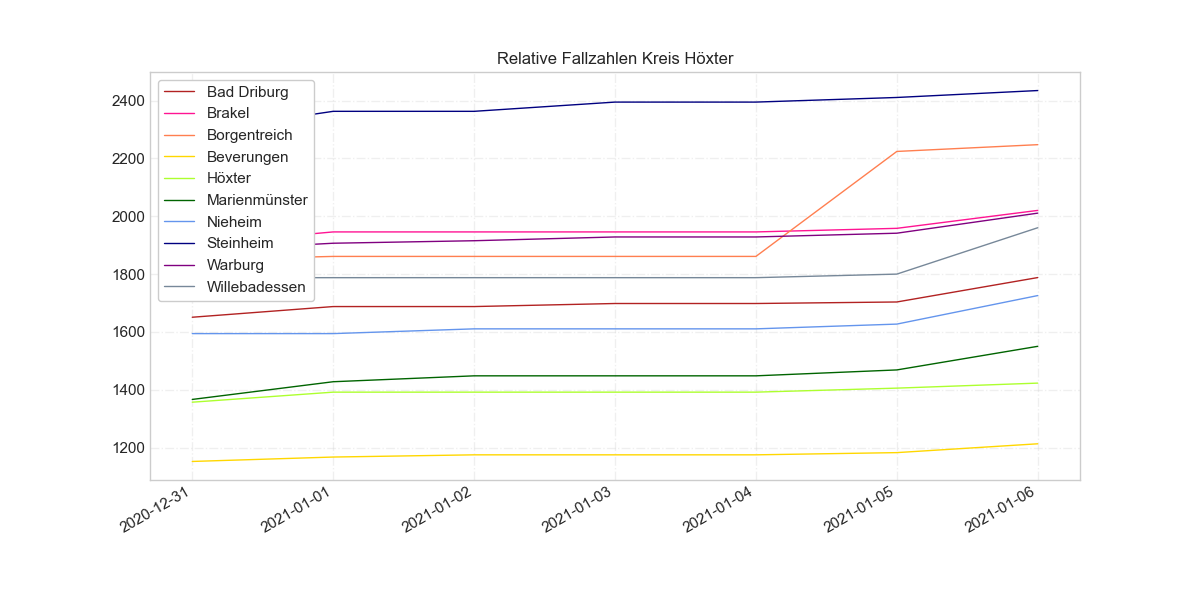 Relative Fallzahlen Kreis Höxter
Bad Driburg
Brakel
Borgentreich
Beverungen
Höxter
Marienmünster
Nieheim
Steinheim
Warburg
Willebadessen
2400
2200
2000
1800
1600
1400
1200
2020-12-31
2021-01-01
2021-01-02
2021-01-03
2021-01-04
2021-01-05
2021-01-06